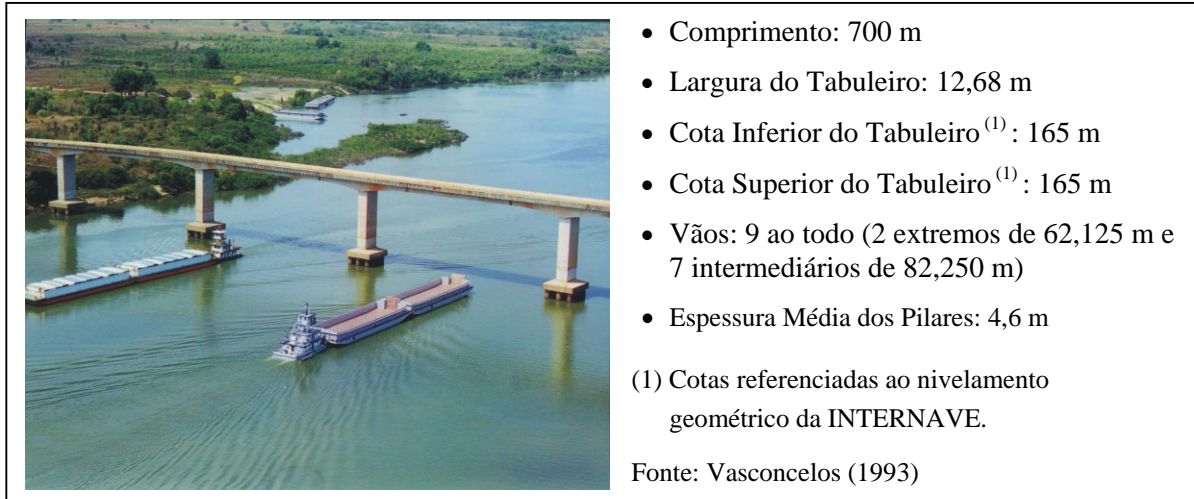 • Comprimento: 700 m
• Largura do Tabuleiro: 12,68 m
• Cota Inferior do Tabuleiro (1) : 165 m
• Cota Superior do Tabuleiro (1) : 165 m
• Vãos: 9 ao todo (2 extremos de 62,125 m e
7 intermediários de 82,250 m)
• Espessura Média dos Pilares: 4,6 m
(1) Cotas referenciadas ao nivelamento
geométrico da INTERNAVE.
Fonte: Vasconcelos (1993)